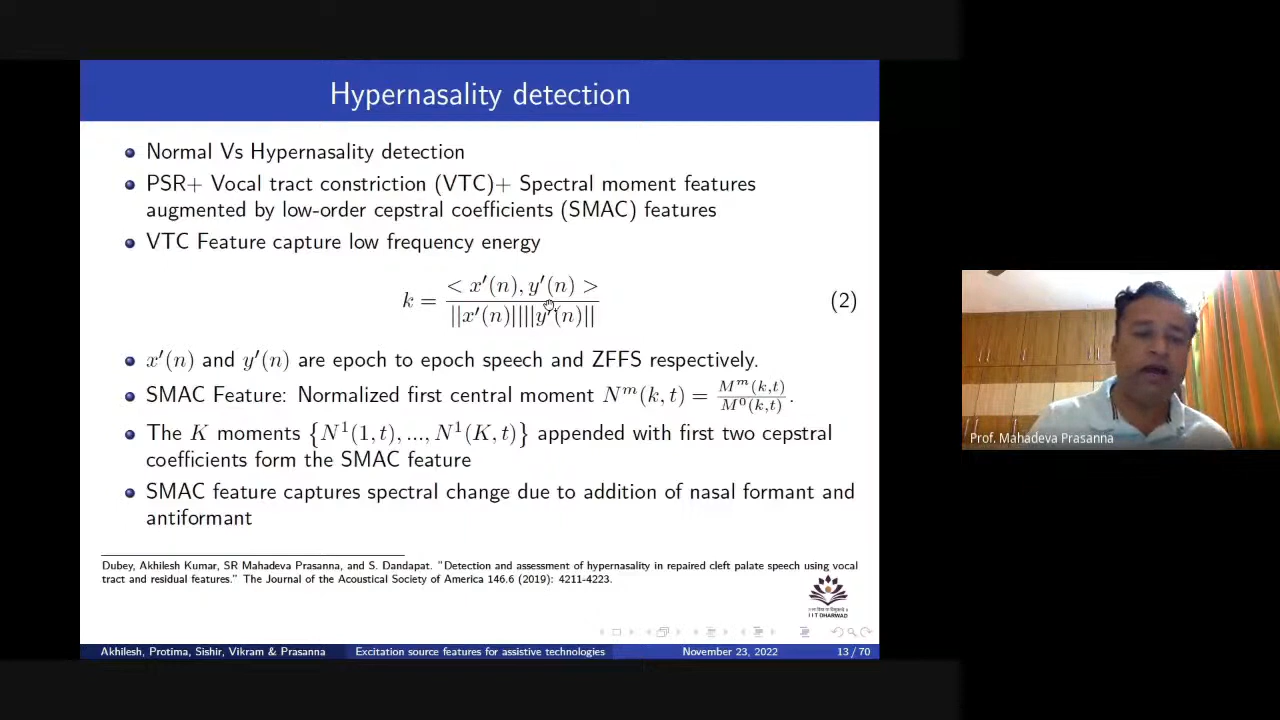 Hypernasality detection
Normal Vs Hypernasality detection
PSR+ Vocal tract constriction (VTC)+ Spectral moment features
augmented by low-order cepstral coefficients (SMAC) features
VTC Feature capture low frequency energy
k = < x′(n), y′(n) > / ||x′(n)||||y′(n)|| (2)
x′(n) and y′(n) are epoch to epoch speech and ZFFS respectively.
SMAC Feature: Normalized first central moment N^m(k, t) = M^m(k,t) / M^0(k,t).
The K moments {N^1(1, t), ..., N^1(K, t)} appended with first two cepstral
coefficients form the SMAC feature
SMAC feature captures spectral change due to addition of nasal formant and
antiformant
Dubey, Akhilesh Kumar, SR Mahadeva Prasanna, and S. Dandapat. "Detection and assessment of hypernasality in repaired cleft palate speech using vocal
tract and residual features." The Journal of the Acoustical Society of America 146.6 (2019): 4211-4223.
IIT DHARWAD
Akhilesh, Protima, Sishir, Vikram & Prasanna Excitation source features for assistive technologies November 23, 2022 13 / 70
Prof. Mahadeva Prasanna